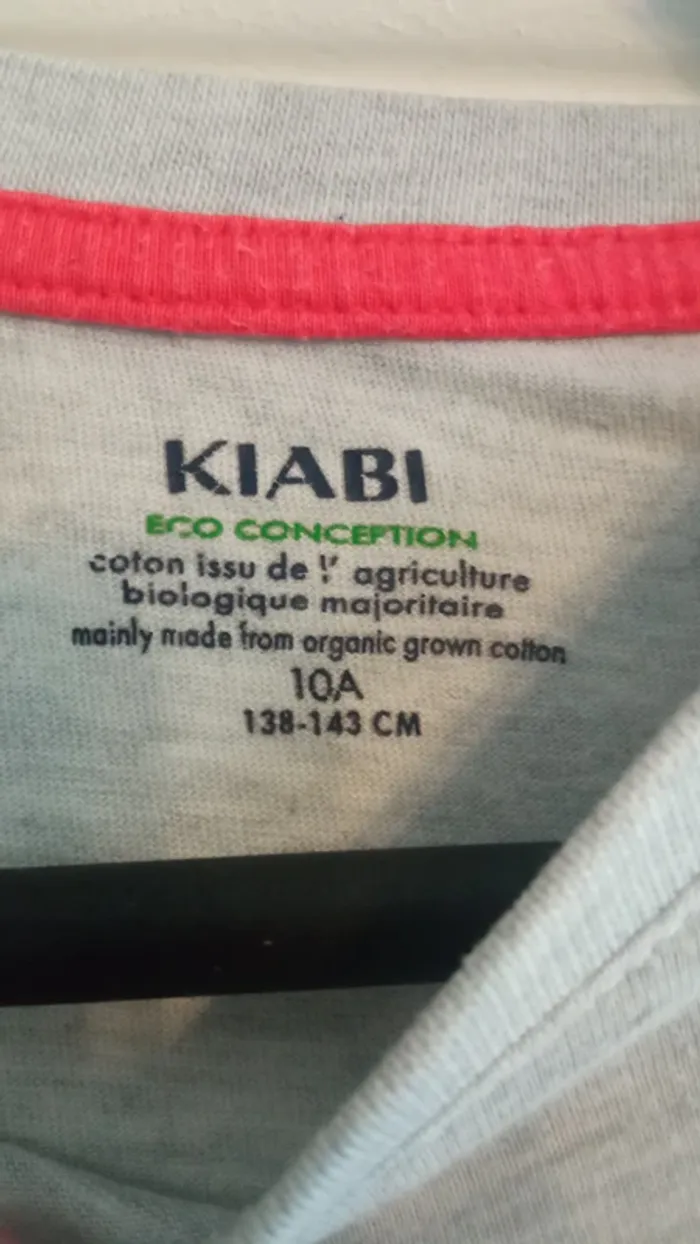 KIABI
ECO CONCEPTION
coton issu de l' agriculture
biologique majoritaire
mainly made from organic grown cotton
10A
138-143 CM